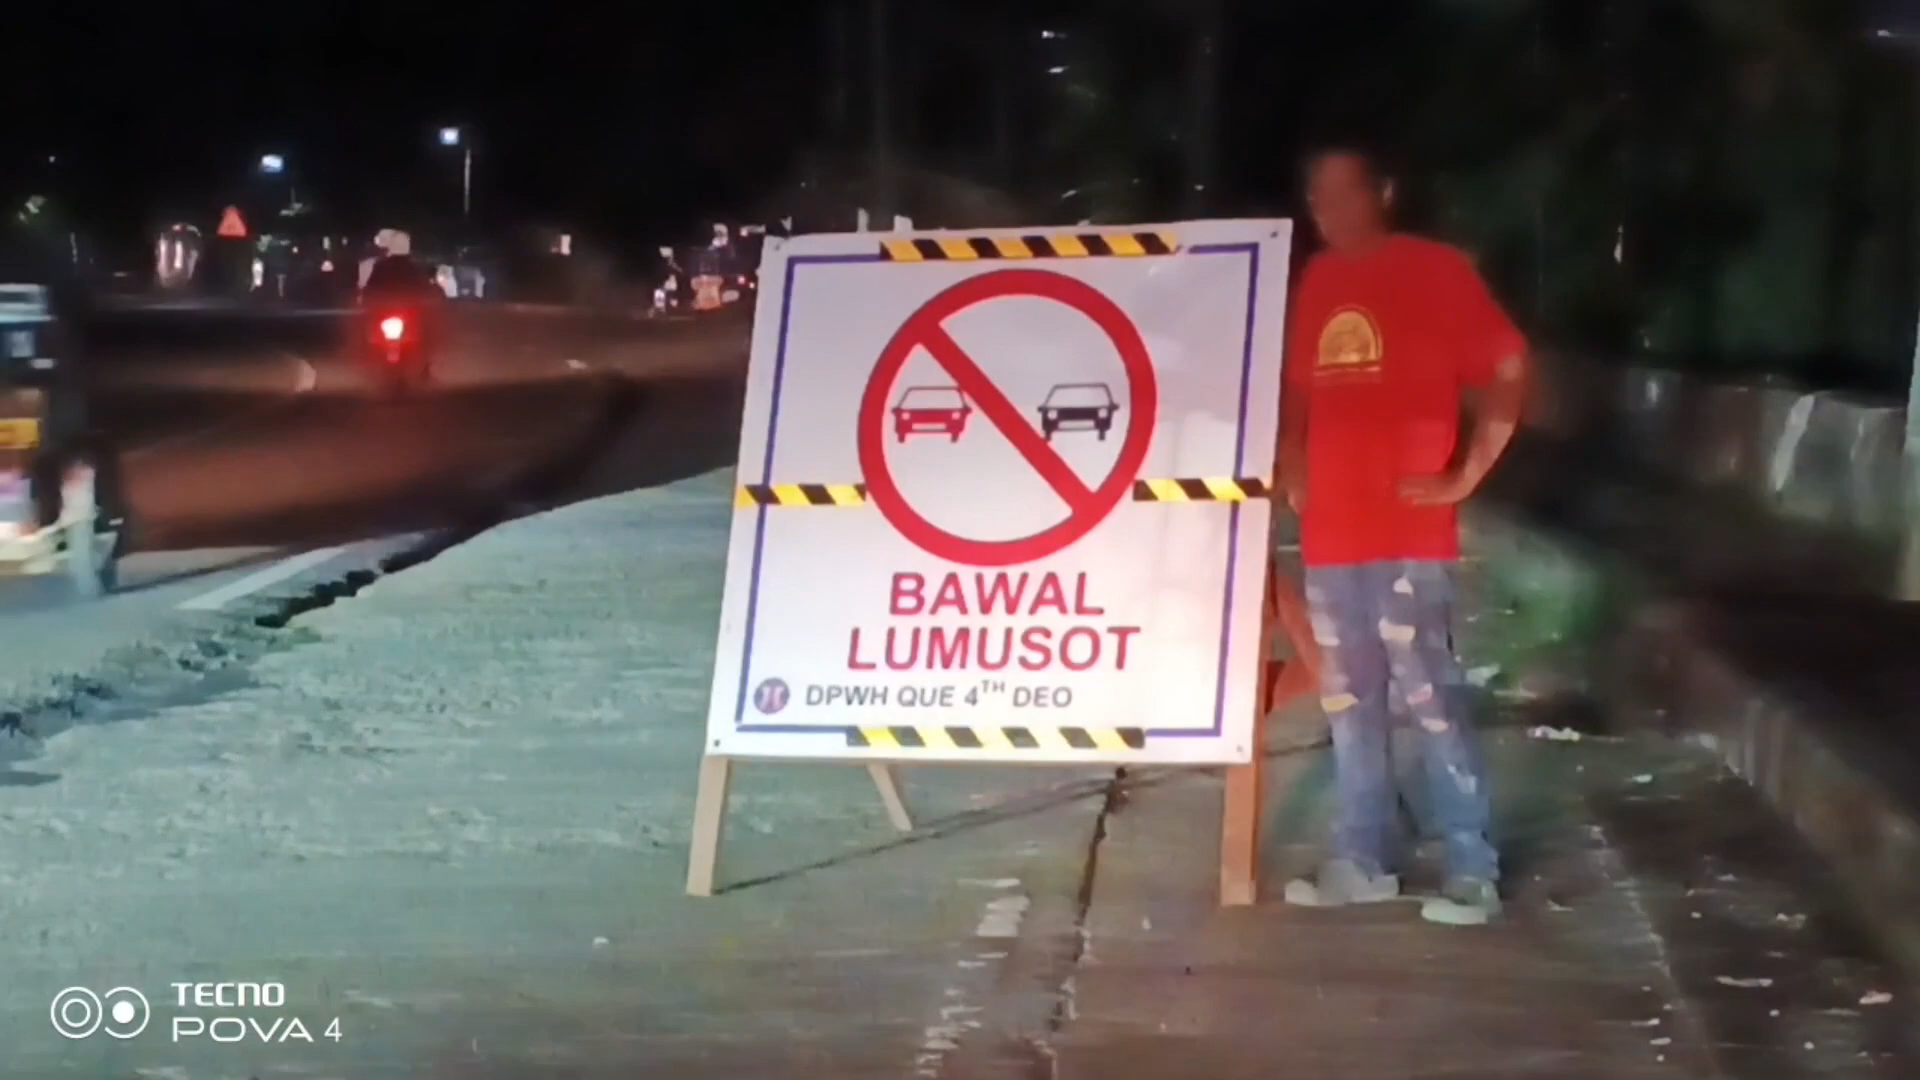 BAWAL
LUMUSOT
DPWH QUE 4TH DEO
TECNO
POVA 4